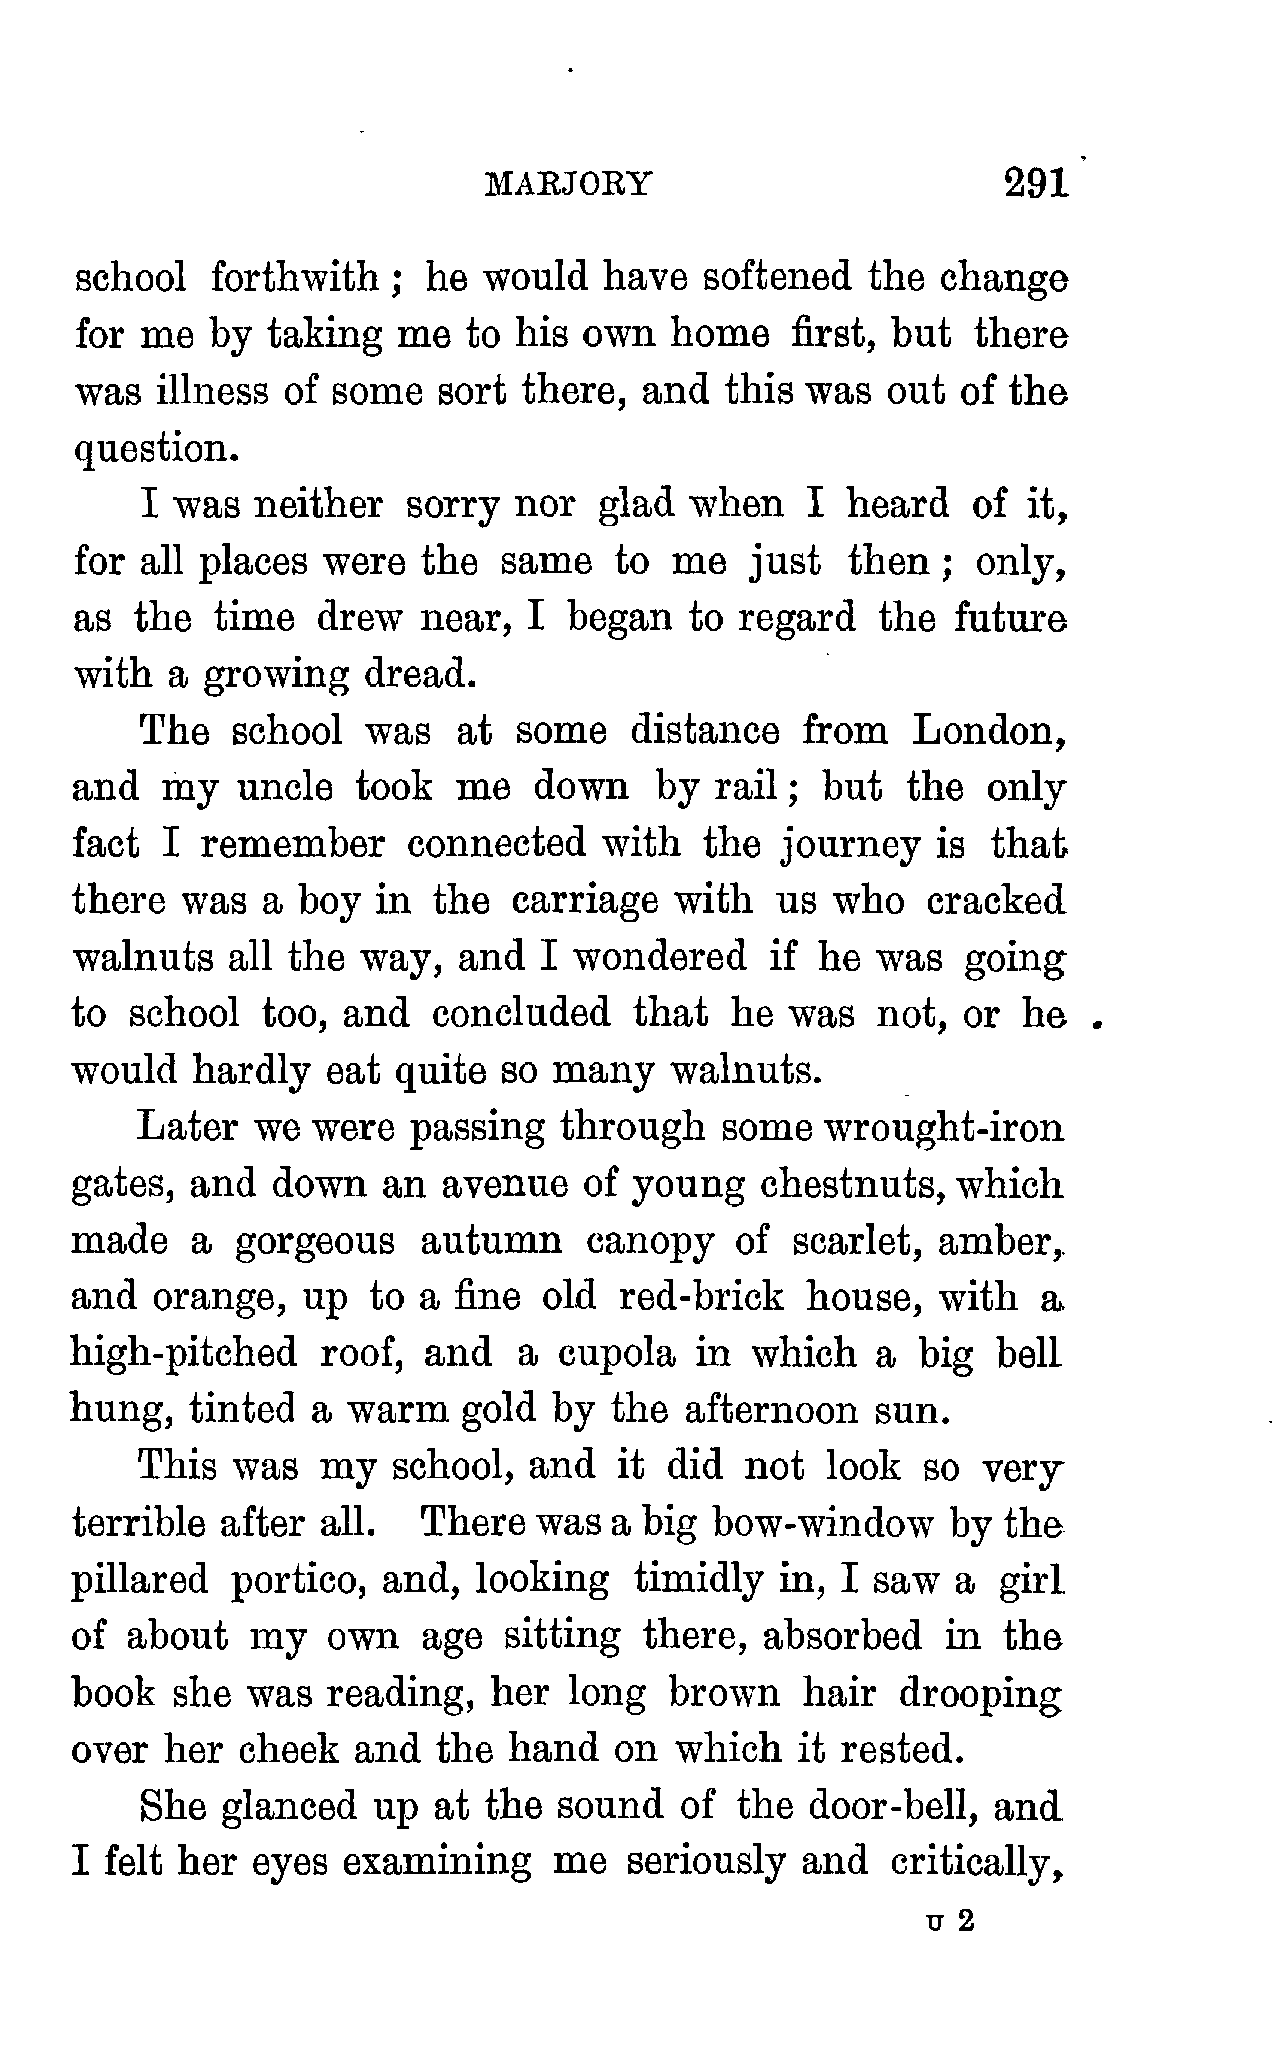 MARJORY 291
school forthwith ; he would have softened the change
for me by taking me to his own home first, but there
was illness of some sort there, and this was out of the
question.
I was neither sorry nor glad when I heard of it,
for all places were the same to me just then ; only,
as the time drew near, I began to regard the future
with a growing dread.
The school was at some distance from London,
and my uncle took me down by rail ; but the only
fact I remember connected with the journey is that
there was a boy in the carriage with us who cracked
walnuts all the way, and I wondered if he was going
to school too, and concluded that he was not, or he
would hardly eat quite so many walnuts.
Later we were passing through some wrought-iron
gates, and down an avenue of young chestnuts, which
made a gorgeous autumn canopy of scarlet, amber,
and orange, up to a fine old red-brick house, with a
high-pitched roof, and a cupola in which a big bell
hung, tinted a warm gold by the afternoon sun.
This was my school, and it did not look so very
terrible after all. There was a big bow-window by the
pillared portico, and, looking timidly in, I saw a girl
of about my own age sitting there, absorbed in the
book she was reading, her long brown hair drooping
over her cheek and the hand on which it rested.
She glanced up at the sound of the door-bell, and
I felt her eyes examining me seriously and critically,
U 2